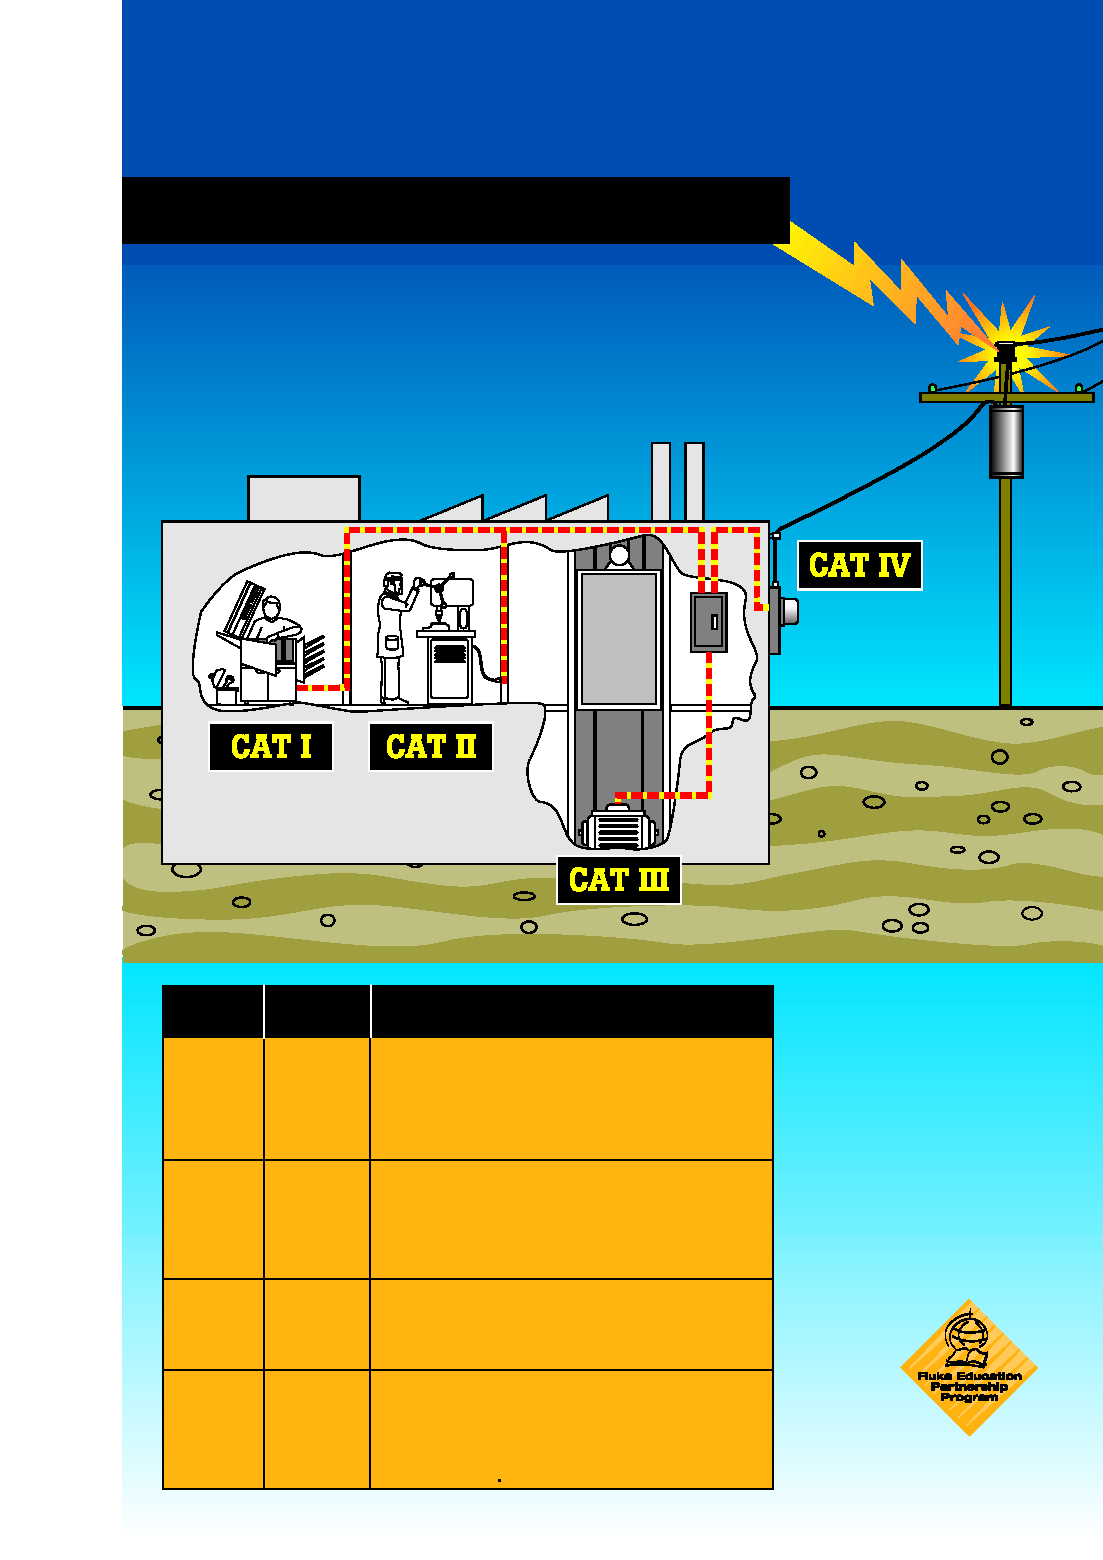 CAT IV
CAT I
CAT II
CAT III
Fluke Education
Partnership
Program